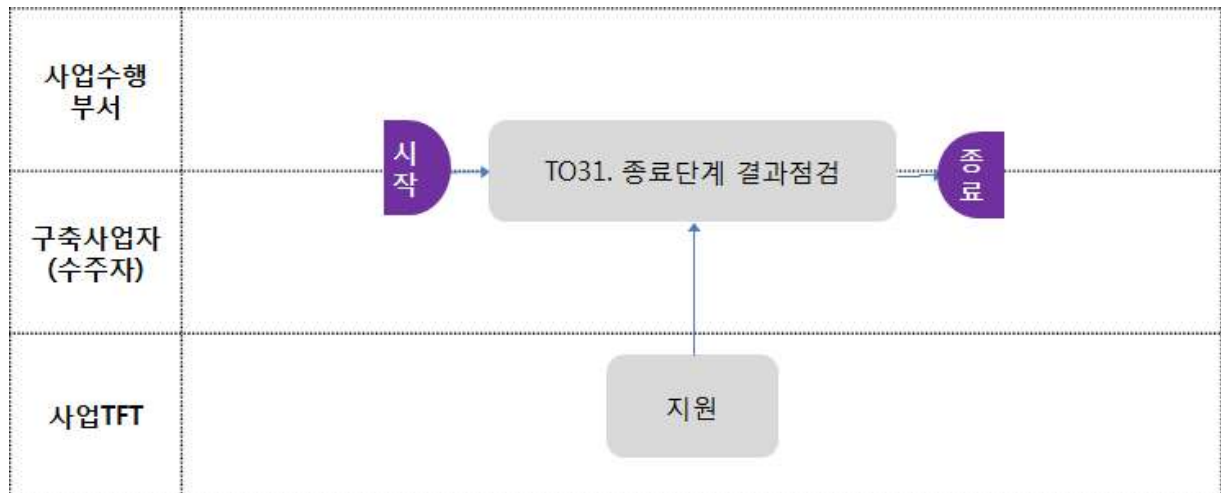 사업수행
부서
시
작
TO31. 종료단계 결과점검
종
료
구축사업자
(수주자)
사업TFT
지원